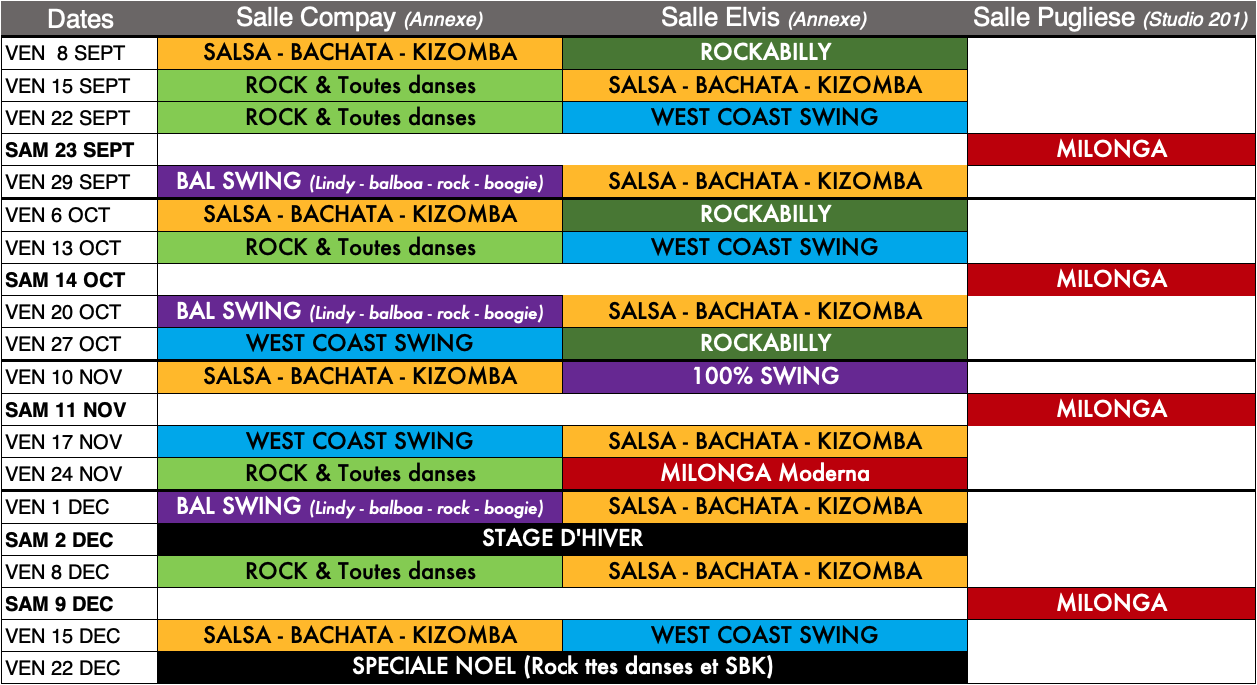 Dates Salle Compay (Annexe) Salle Elvis (Annexe) Salle Pugliese (Studio 201)
VEN 8 SEPT SALSA - BACHATA - KIZOMBA ROCKABILLY
VEN 15 SEPT ROCK & Toutes danses SALSA - BACHATA - KIZOMBA
VEN 22 SEPT ROCK & Toutes danses WEST COAST SWING
SAM 23 SEPT MILONGA
VEN 29 SEPT BAL SWING (Lindy - balboa - rock - boogie) SALSA - BACHATA - KIZOMBA
VEN 6 OCT SALSA - BACHATA - KIZOMBA ROCKABILLY
VEN 13 OCT ROCK & Toutes danses WEST COAST SWING
SAM 14 OCT MILONGA
VEN 20 OCT BAL SWING (Lindy - balboa - rock - boogie) SALSA - BACHATA - KIZOMBA
VEN 27 OCT WEST COAST SWING ROCKABILLY
VEN 10 NOV SALSA - BACHATA - KIZOMBA 100% SWING
SAM 11 NOV MILONGA
VEN 17 NOV WEST COAST SWING SALSA - BACHATA - KIZOMBA
VEN 24 NOV ROCK & Toutes danses MILONGA Moderna
VEN 1 DEC BAL SWING (Lindy - balboa - rock - boogie) SALSA - BACHATA - KIZOMBA
SAM 2 DEC STAGE D'HIVER
VEN 8 DEC ROCK & Toutes danses SALSA - BACHATA - KIZOMBA
SAM 9 DEC MILONGA
VEN 15 DEC SALSA - BACHATA - KIZOMBA WEST COAST SWING
VEN 22 DEC SPECIALE NOEL (Rock ttes danses et SBK)